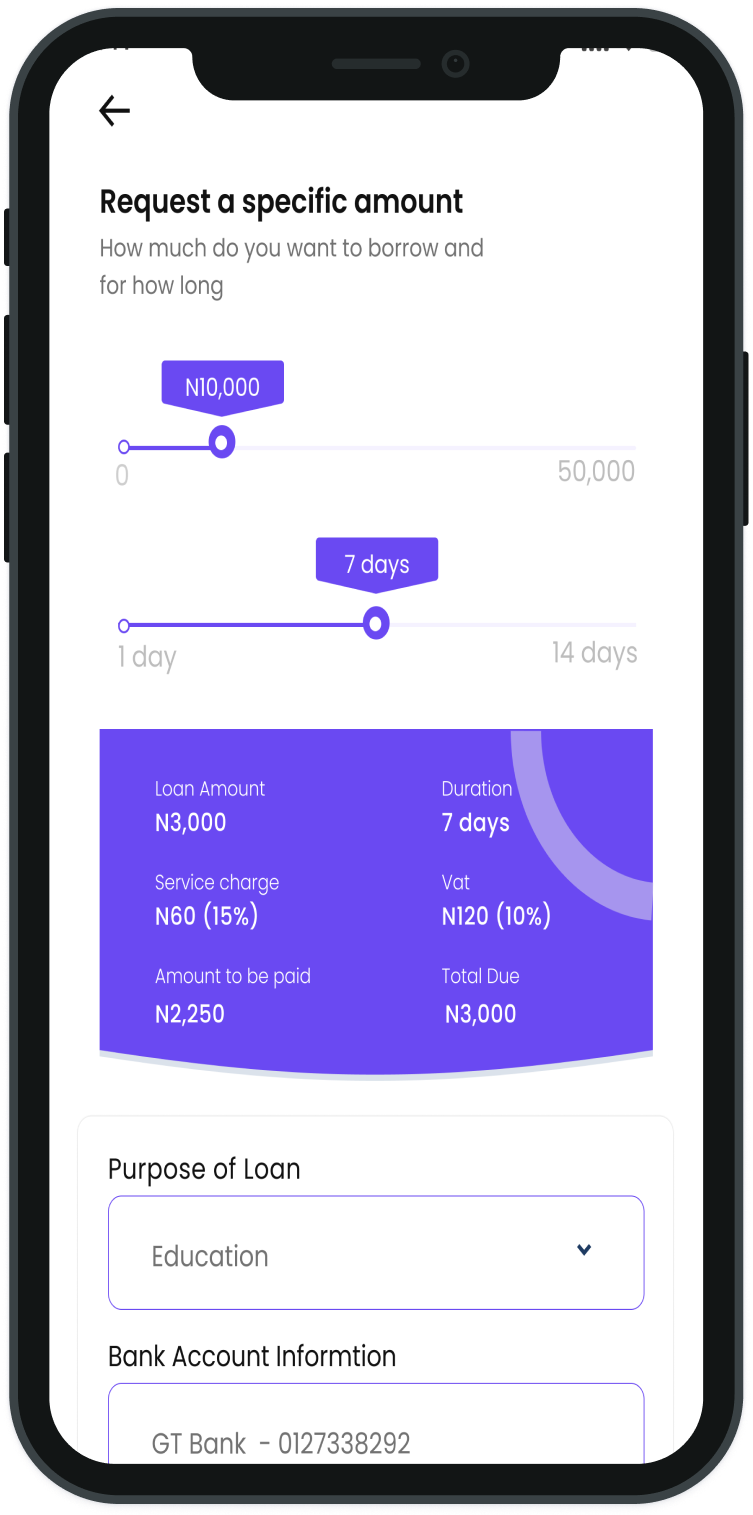 Request a specific amount
How much do you want to borrow and
for how long
N10,000
0
50,000
7 days
1 day
14 days
Loan Amount
Duration
N3,000
7 days
Service charge
Vat
N60 (15%)
N120 (10%)
Amount to be paid
Total Due
N2,250
N3,000
Purpose of Loan
Education
Bank Account Informtion
GT Bank - 0127338292